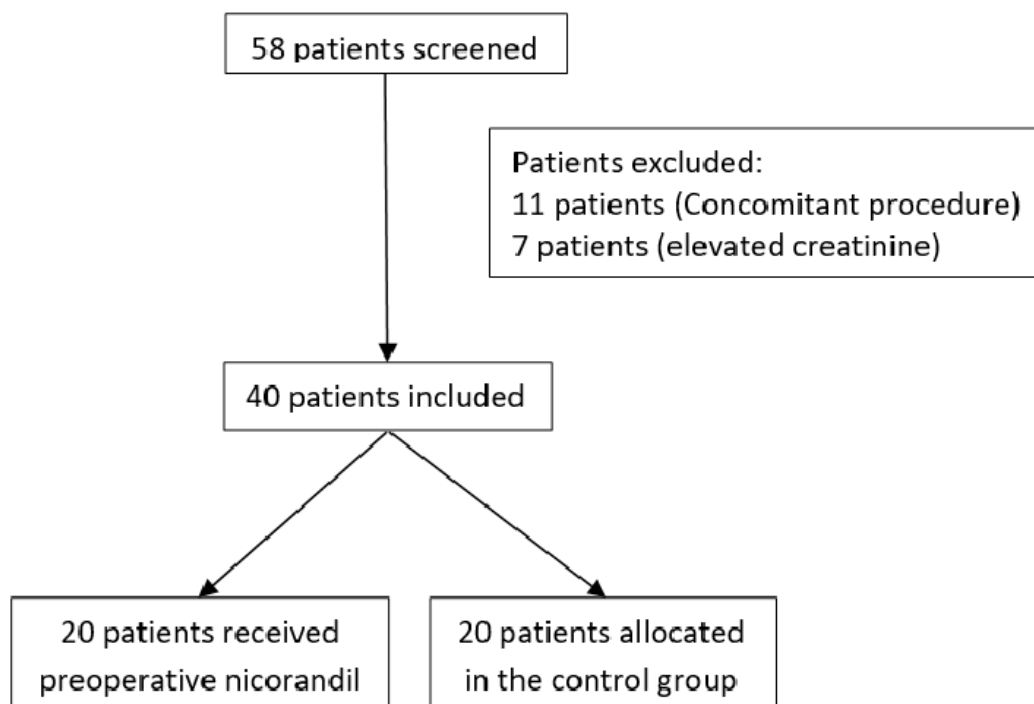 58 patients screened
Patients excluded:
11 patients (Concomitant procedure)
7 patients (elevated creatinine)
40 patients included
20 patients received
preoperative nicorandil
20 patients allocated
in the control group